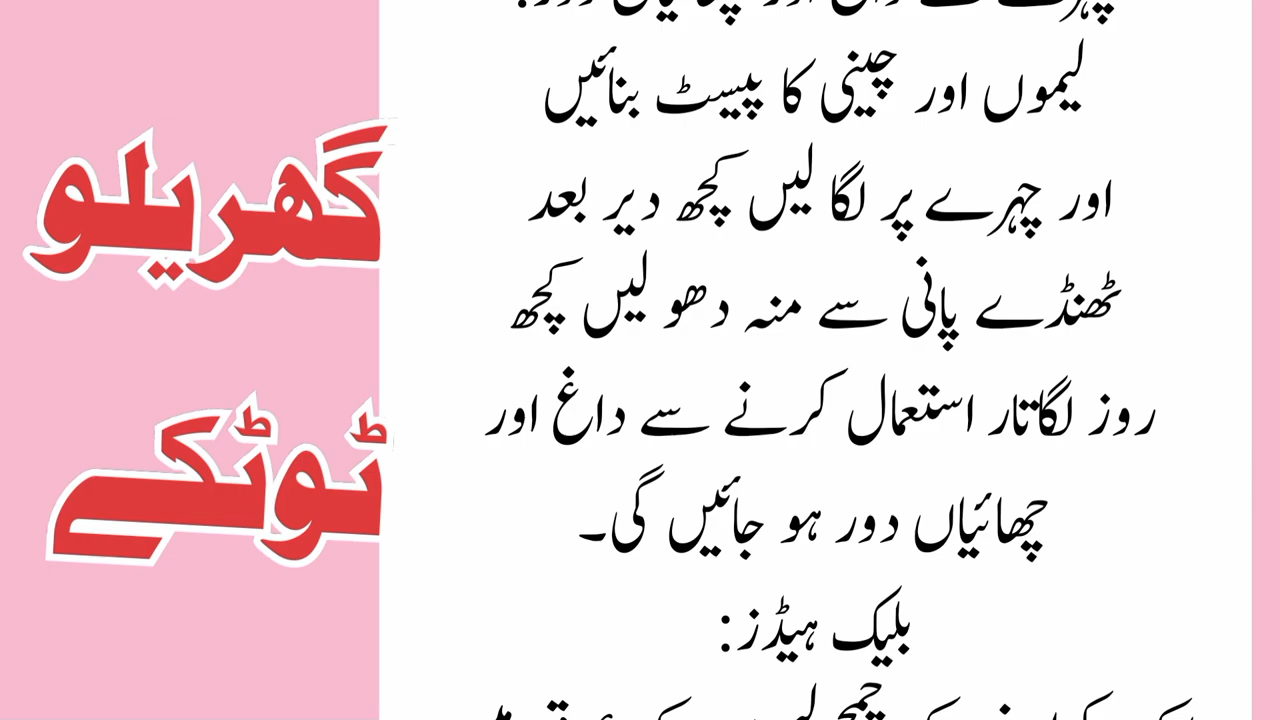 گھریلو
ٹوٹکے
لیموں اور چینی کا پیسٹ بنائیں
اور چہرے پر لگا لیں کچھ دیر بعد
ٹھنڈے پانی سے منہ دھو لیں کچھ
روز لگاتار استعمال کرنے سے داغ اور
چھائیاں دور ہو جائیں گی۔
بلیک ہیڈز: